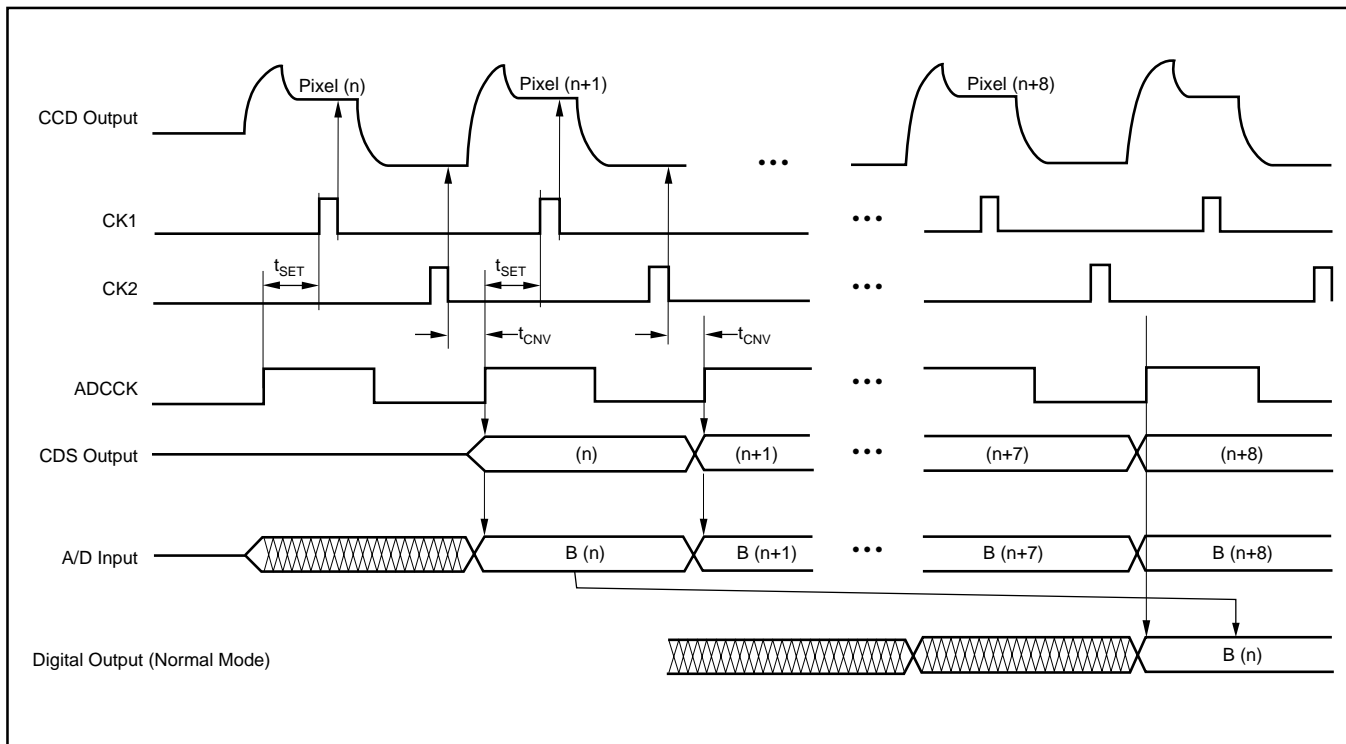 CCD Output
Pixel (n)
Pixel (n+1)
•••
Pixel (n+8)
CK1
•••
tSET
tSET
CK2
•••
tCNV
tCNV
ADCCK
•••
CDS Output
(n)
(n+1)
•••
(n+7)
(n+8)
A/D Input
B (n)
B (n+1)
•••
B (n+7)
B (n+8)
Digital Output (Normal Mode)
B (n)